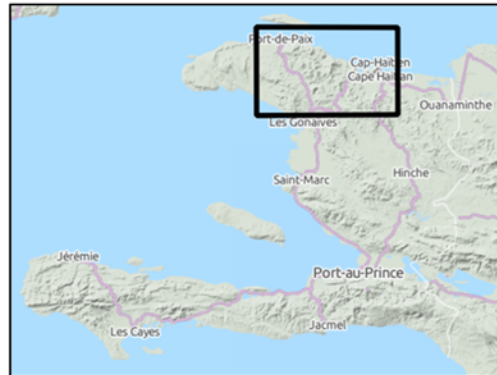 Port-de-Paix
Cap-Haïtien
Cape Haitian
Ouanaminthe
Les Gonaives
Saint-Marc
Hinche
Jérémie
Port-au-Prince
Les Cayes
Jacmel